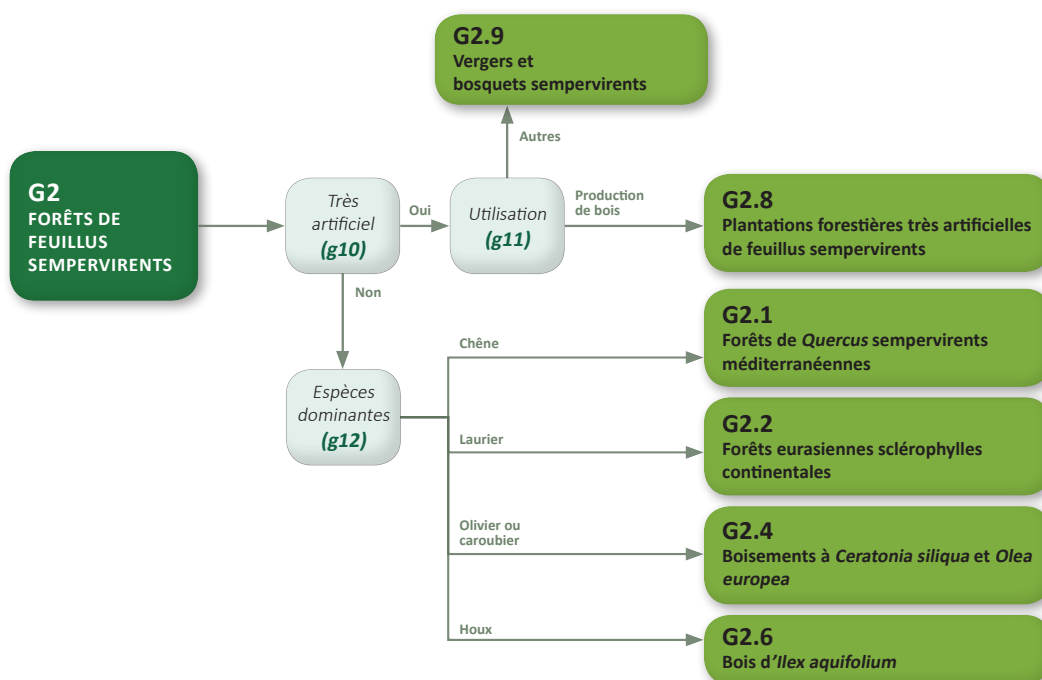 G2.9
Vergers et
bosquets sempervirents
Autres
G2
FORÊTS DE
FEUILLUS
SEMPERVIRENTS
Très
artificiel
(g10)
Oui
Utilisation
(g11)
Production
de bois
G2.8
Plantations forestières très artificielles
de feuillus sempervirents
Non
Espèces
dominantes
(g12)
Chêne
G2.1
Forêts de Quercus sempervirents
méditerranéennes
Laurier
G2.2
Forêts eurasiennes sclérophylles
continentales
Olivier ou
caroubier
G2.4
Boisements à Ceratonia siliqua et Olea
europea
Houx
G2.6
Bois d'Ilex aquifolium